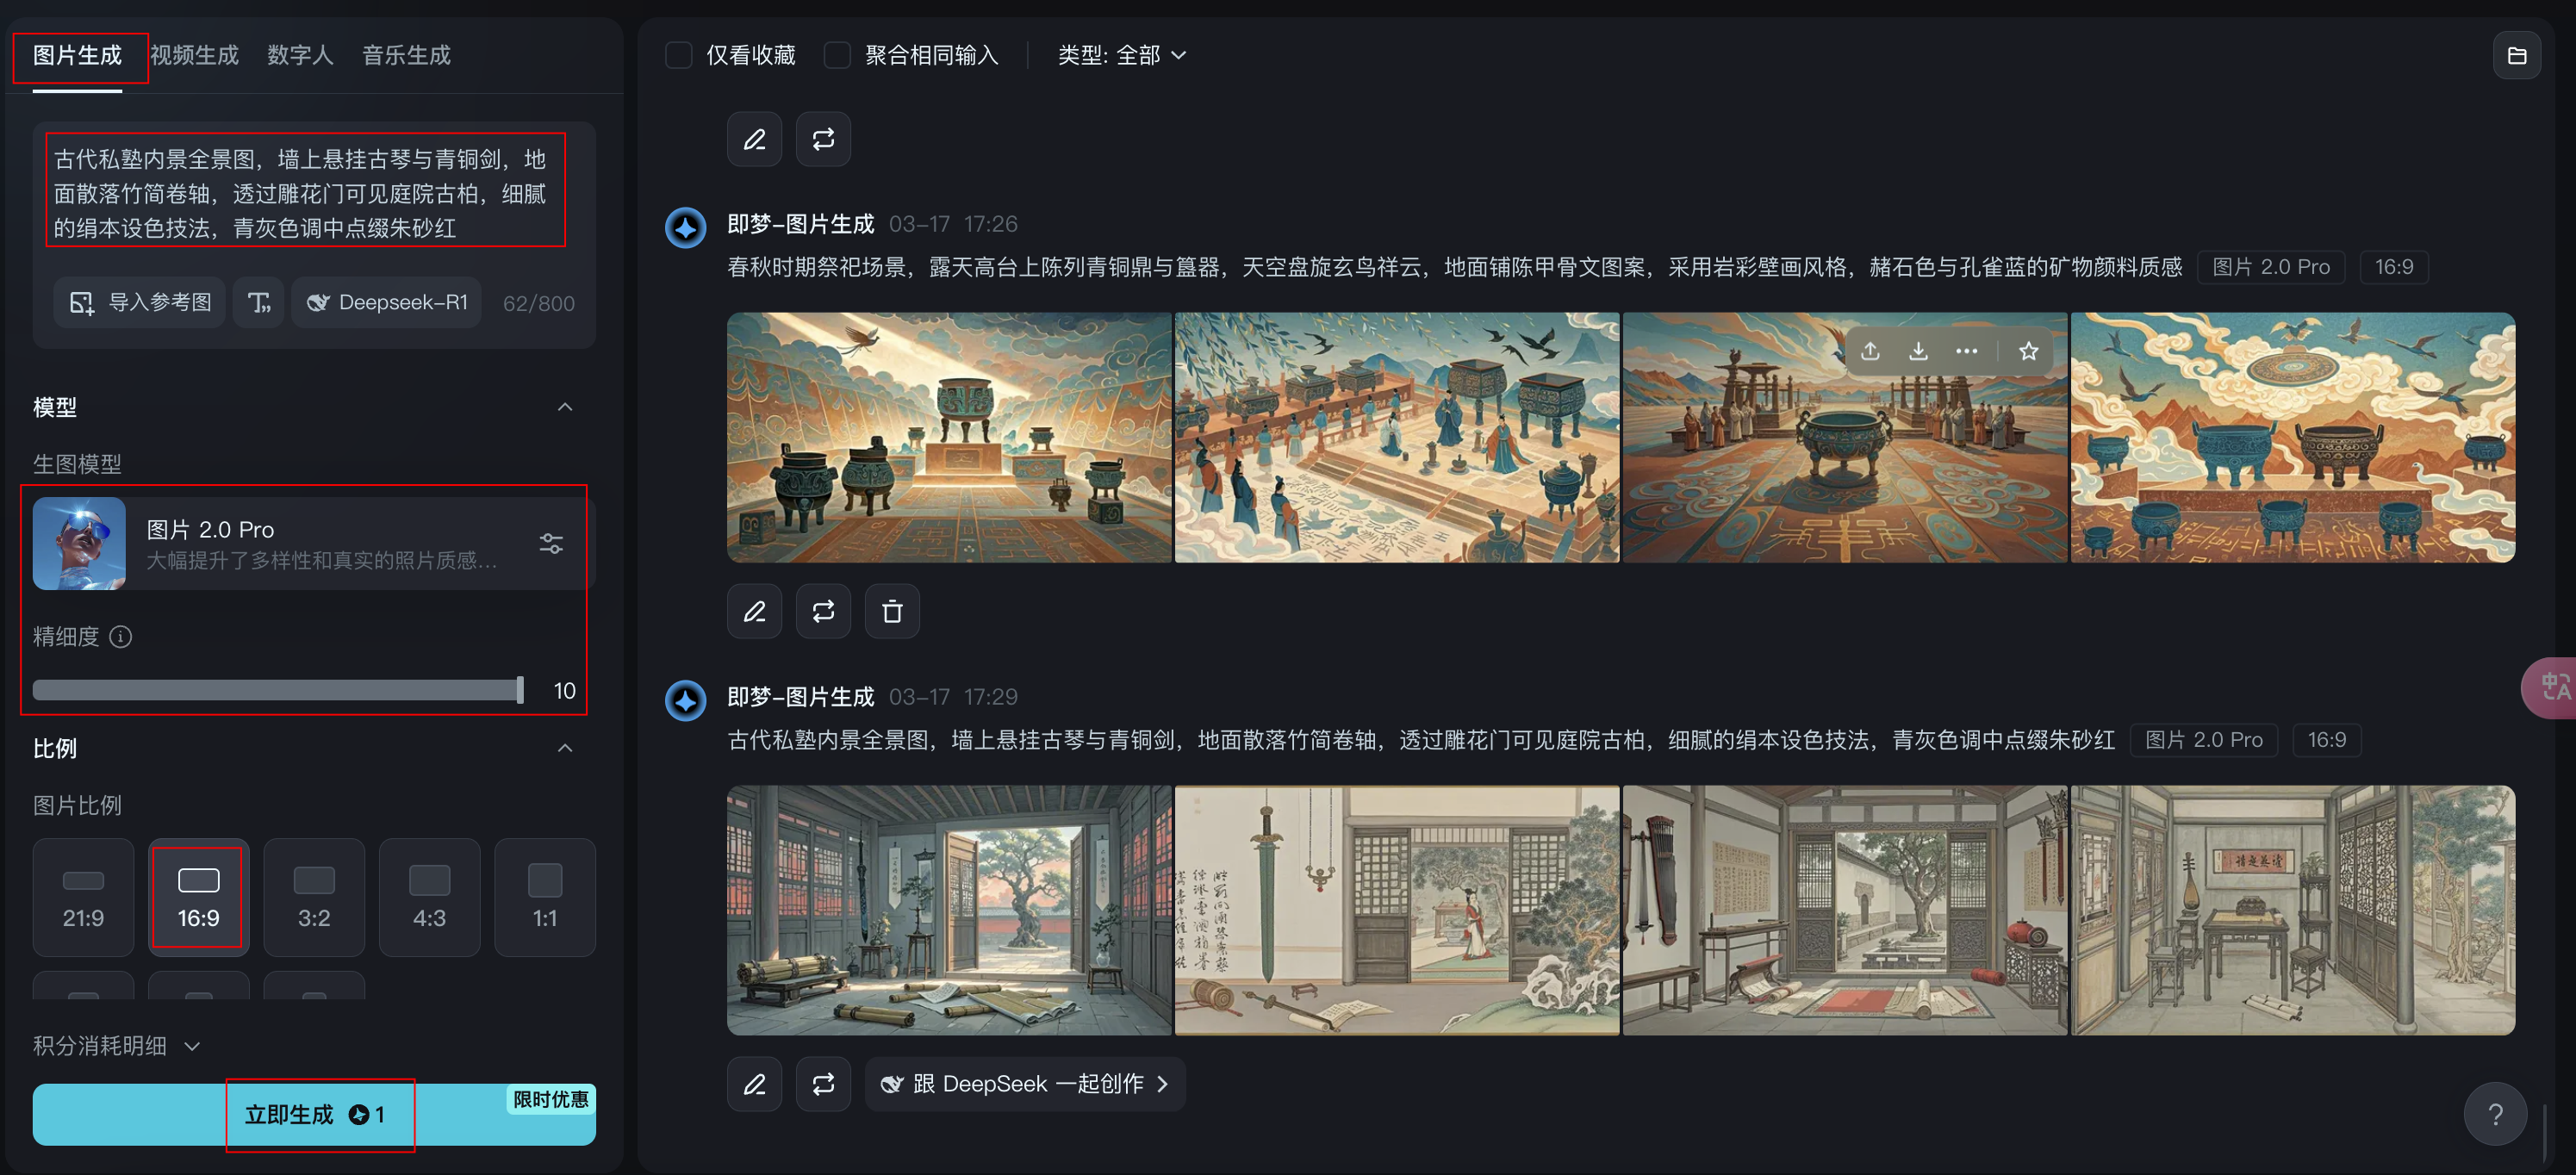 图片生成
视频生成
数字人
音乐生成
古代私塾内景全景图，墙上悬挂古琴与青铜剑，地
面散落竹简卷轴，透过雕花门可见庭院古柏，细腻
的绢本设色技法，青灰色调中点缀朱砂红
导入参考图
Deepseek-R1
62/800
模型
生图模型
图片 2.0 Pro
大幅提升了多样性和真实的照片质感...
精细度
10
比例
图片比例
21:9
16:9
3:2
4:3
1:1
积分消耗明细
限时优惠
立即生成 1
仅看收藏
聚合相同输入
类型: 全部
即梦-图片生成 03-17 17:26
春秋时期祭祀场景，露天高台上陈列青铜鼎与簋器，天空盘旋玄鸟祥云，地面铺陈甲骨文图案，采用岩彩壁画风格，赭石色与孔雀蓝的矿物颜料质感 图片 2.0 Pro 16:9
即梦-图片生成 03-17 17:29
古代私塾内景全景图，墙上悬挂古琴与青铜剑，地面散落竹简卷轴，透过雕花门可见庭院古柏，细腻的绢本设色技法，青灰色调中点缀朱砂红 图片 2.0 Pro 16:9
跟 DeepSeek 一起创作
?